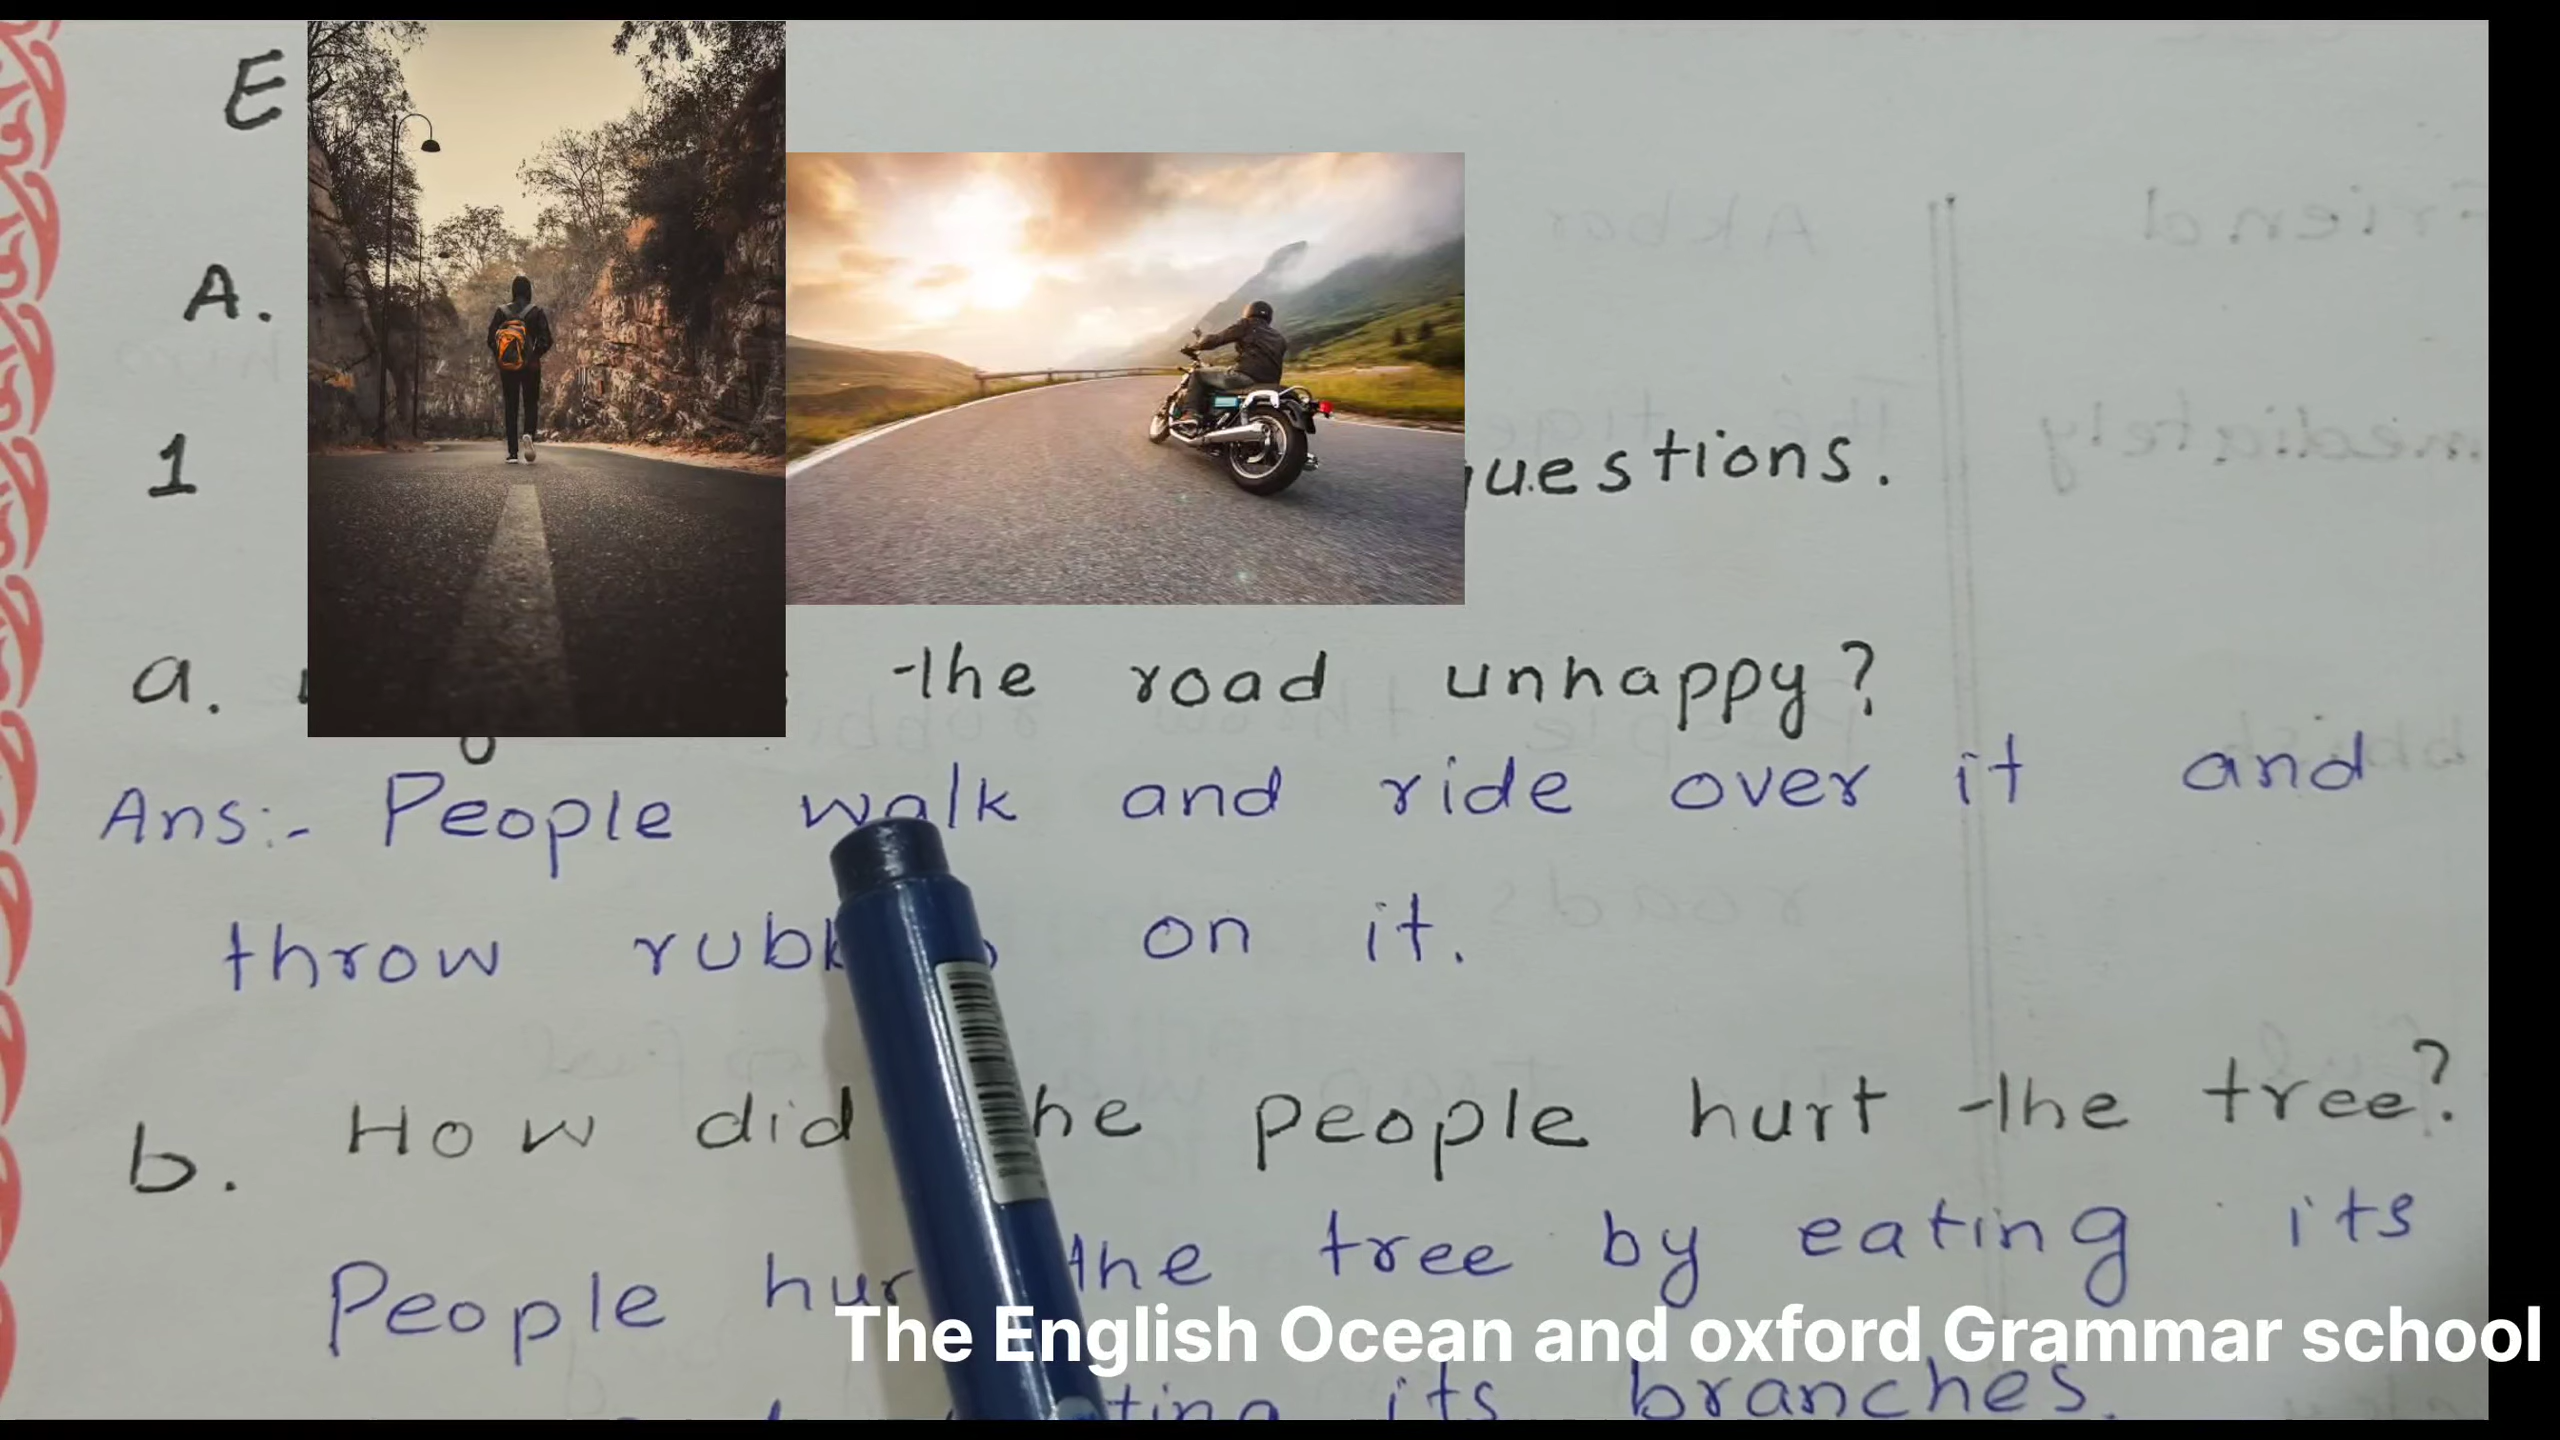 E
A.
1 questions.
a. the road unhappy?
Ans:- People walk and ride over it and
throw on it.
b. How did the people hurt the tree?
People the tree by eating its
The English Ocean and oxford Grammar school
its branches.